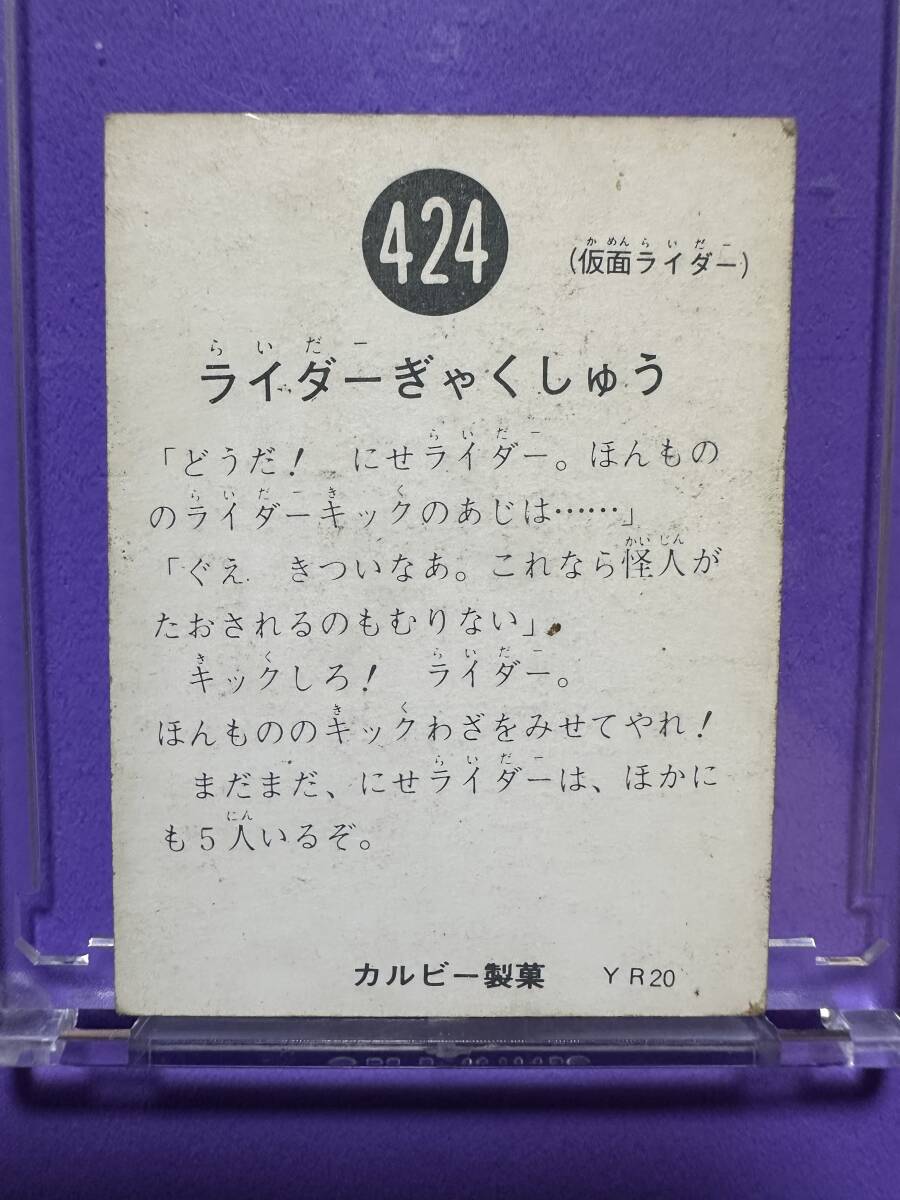 424
(仮面ライダー)
ライダーぎゃくしゅう
「どうだ! にせライダー。ほんもの
のライダーキックのあじは……」
「ぐえ きついなあ。これなら怪人が
たおされるのもむりない」
キックしろ! ライダー。
ほんもののキックわざをみせてやれ!
まだまだ、にせライダーは、ほかに
も5人いるぞ。
カルビー製菓 YR20